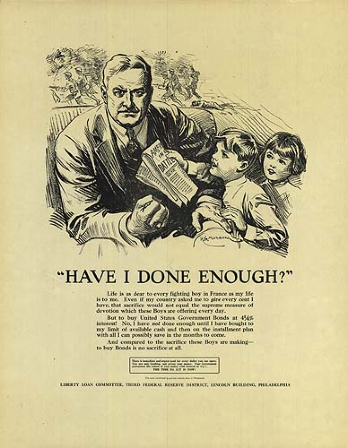 "HAVE I DONE ENOUGH?"
Life is as dear to every fighting boy in France as my life
is to me. Even if my country asked me to give every cent I
have, that sacrifice would not equal the supreme measure of
devotion which these Boys are offering every day.
But to buy United States Government Bonds at 4¼%
interest! No, I have not done enough until I have bought to
my limit of available cash and then on the installment plan
with all I can possibly save in the months to come.
And compared to the sacrifice these Boys are making—
to buy Bonds is no sacrifice at all.
LIBERTY LOAN COMMITTEE, THIRD FEDERAL RESERVE DISTRICT, LINCOLN BUILDING, PHILADELPHIA